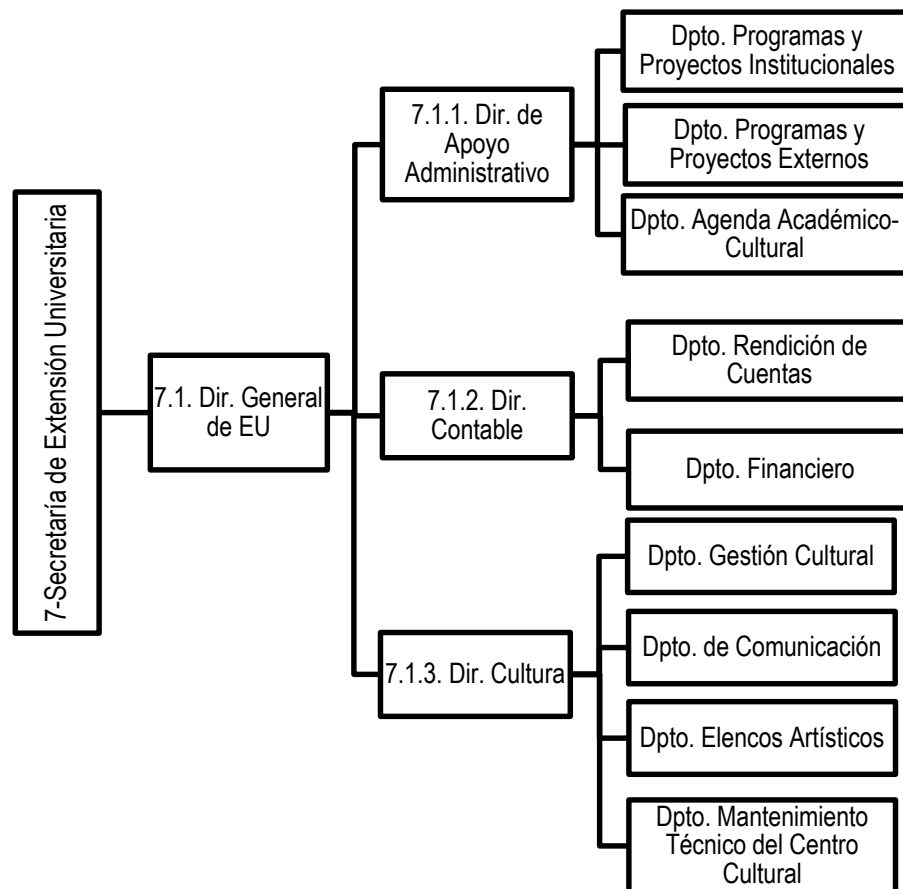 7-Secretaría de Extensión Universitaria
7.1. Dir. General
de EU
7.1.1. Dir. de
Apoyo
Administrativo
Dpto. Programas y
Proyectos Institucionales
Dpto. Programas y
Proyectos Externos
Dpto. Agenda Académico-
Cultural
7.1.2. Dir.
Contable
Dpto. Rendición de
Cuentas
Dpto. Financiero
7.1.3. Dir. Cultura
Dpto. Gestión Cultural
Dpto. de Comunicación
Dpto. Elencos Artísticos
Dpto. Mantenimiento
Técnico del Centro
Cultural